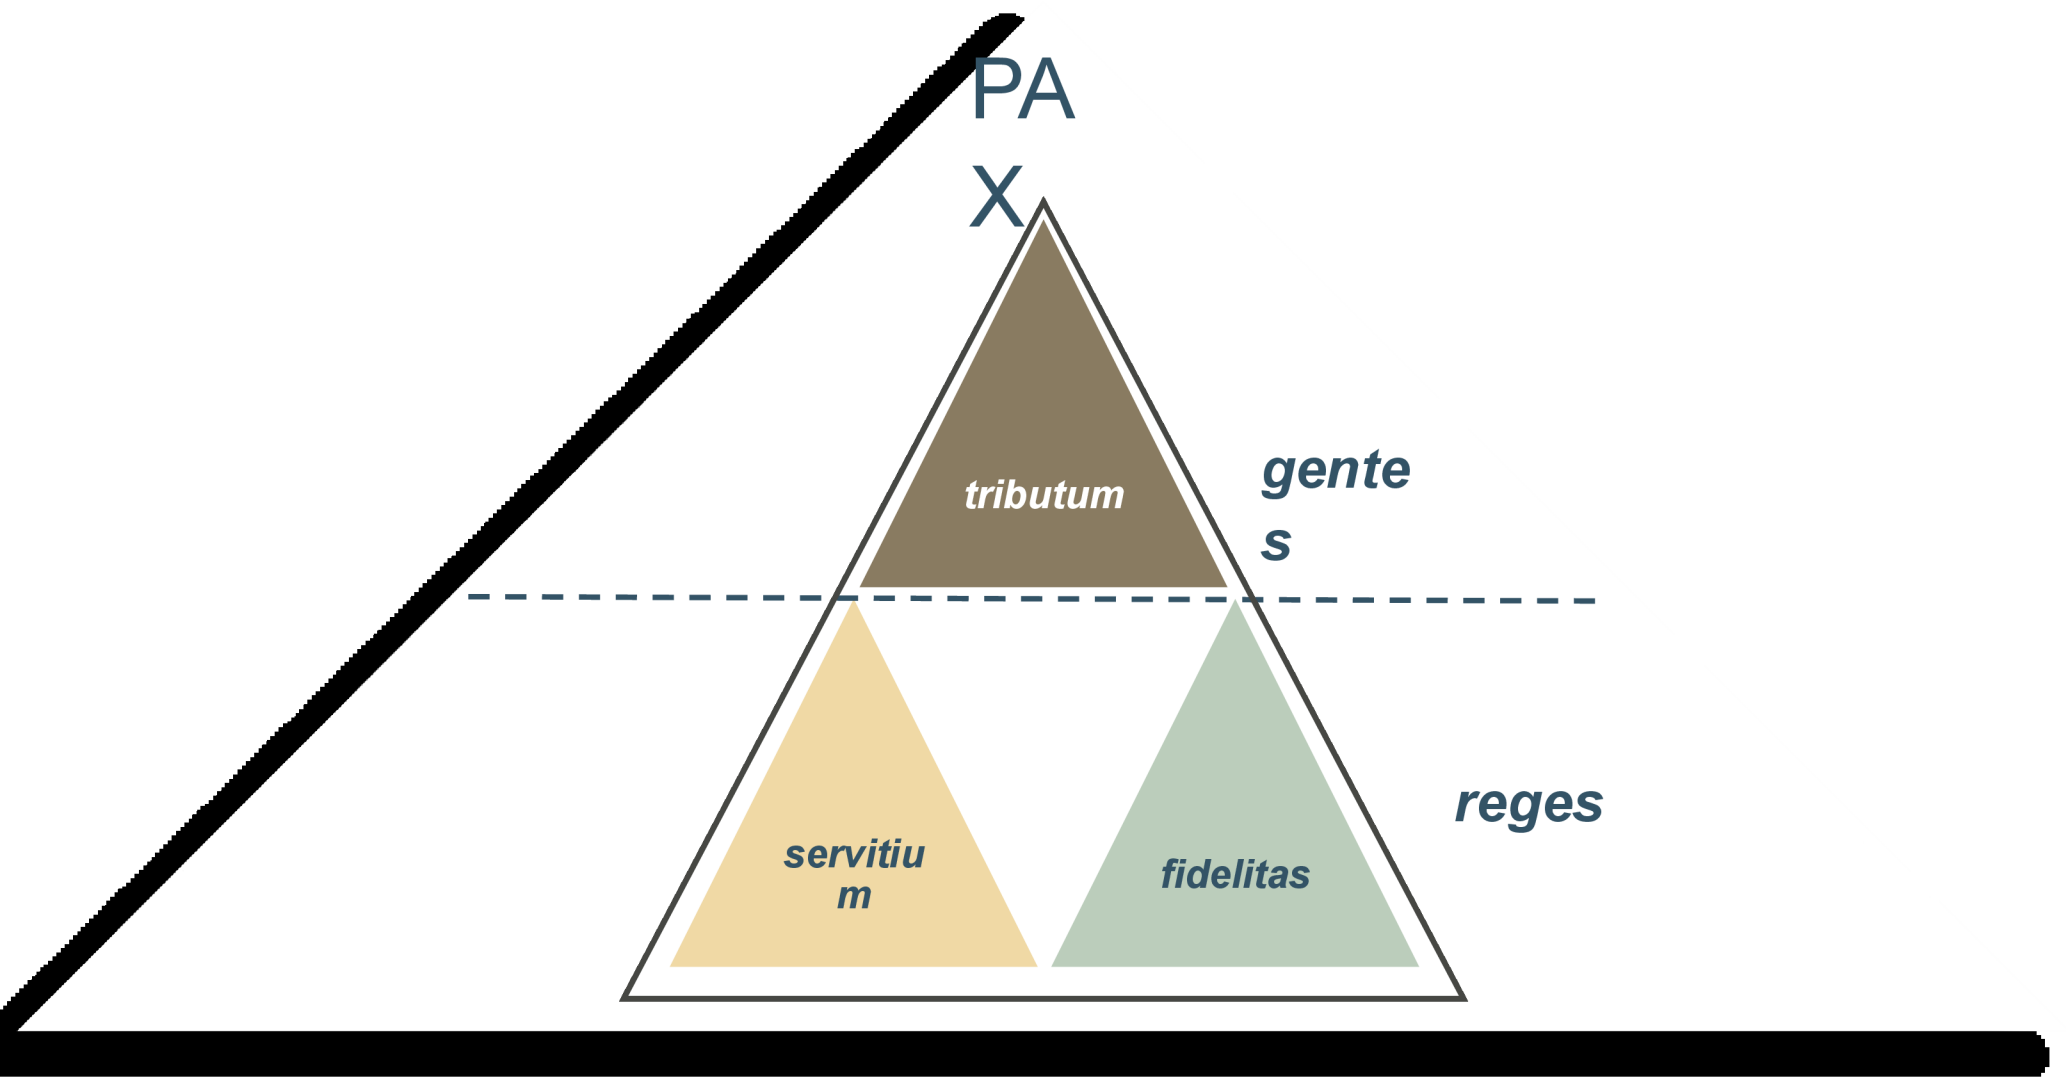 PA
X
gente
s
tributum
reges
servitiu
m
fidelitas